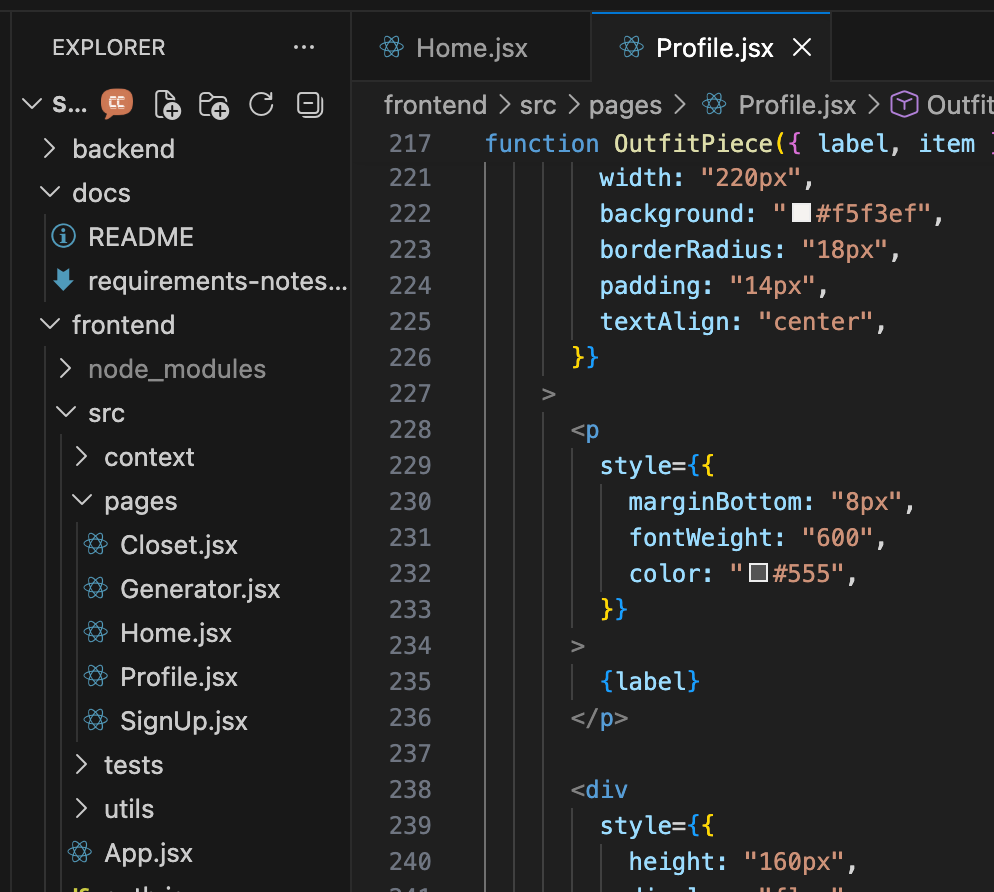 EXPLORER
S...
CC
backend
docs
README
requirements-notes...
frontend
node_modules
src
context
pages
Closet.jsx
Generator.jsx
Home.jsx
Profile.jsx
SignUp.jsx
tests
utils
App.jsx
Home.jsx
Profile.jsx
frontend > src > pages > Profile.jsx > Outfit
217 function OutfitPiece({ label, item }
221 width: "220px",
222 background: "#f5f3ef",
223 borderRadius: "18px",
224 padding: "14px",
225 textAlign: "center",
226 }}
227 >
228 <p
229 style={{
230 marginBottom: "8px",
231 fontWeight: "600",
232 color: "#555",
233 }}
234 >
235 {label}
236 </p>
237
238 <div
239 style={{
240 height: "160px",